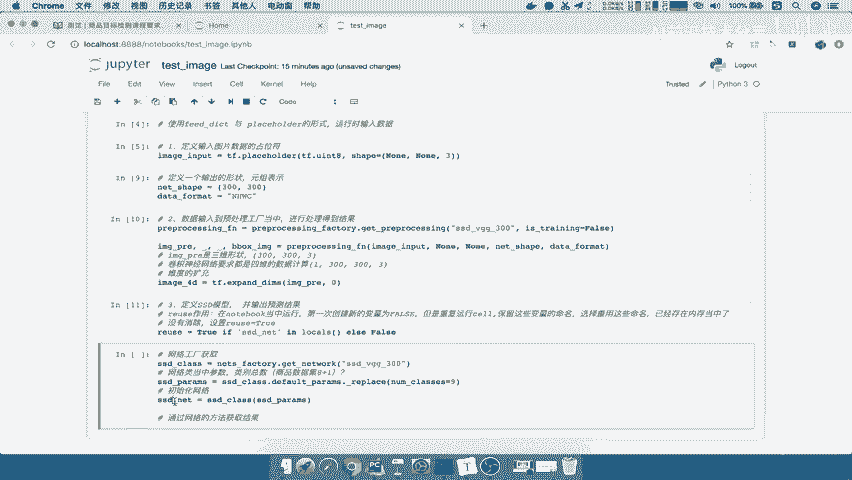 Chrome 文件 修改 视图 历史记录 书签 其他人 电动窗 帮助
100%
测试 | 商品目标检测课程要求
Home
test_image
localhost:8888/notebooks/test_image.ipynb
jupyter test_image Last Checkpoint: 15 minutes ago (unsaved changes)
Logout
File Edit View Insert Cell Kernel Help
Trusted
Python 3
Code
In [4]: # 使用feed_dict 与 placeholder的形式，运行时输入数据
In [5]: # 1、定义输入图片数据的占位符
image_input = tf.placeholder(tf.uint8, shape=(None, None, 3))
In [9]: # 定义一个输出的形状，元组表示
net_shape = (300, 300)
data_format = "NHWC"
In [10]: # 2、数据输入到预处理工厂当中，进行处理得到结果
preprocessing_fn = preprocessing_factory.get_preprocessing("ssd_vgg_300", is_training=False)
img_pre, _, _, bbox_img = preprocessing_fn(image_input, None, None, net_shape, data_format)
# img_pre是三维形状，(300, 300, 3)
# 卷积神经网络要求都是四维的数据计算(1, 300, 300, 3)
# 维度的扩充
image_4d = tf.expand_dims(img_pre, 0)
In [11]: # 3、定义SSD模型， 并输出预测结果
# reuse作用：在notebook当中运行，第一次创建新的变量为FALSE，但是重复运行cell,保留这些变量的命名，选择重用这些命名，已经存在内存当中了
# 没有消除，设置reuse=True
reuse = True if 'ssd_net' in locals() else False
In [ ]: # 网络工厂获取
ssd_class = nets_factory.get_network("ssd_vgg_300")
# 网络类当中参数，类别总数（商品数据集8+1）？
ssd_params = ssd_class.default_params._replace(num_classes=9)
# 初始化网络
ssd_net = ssd_class(ssd_params)
# 通过网络的方法获取结果